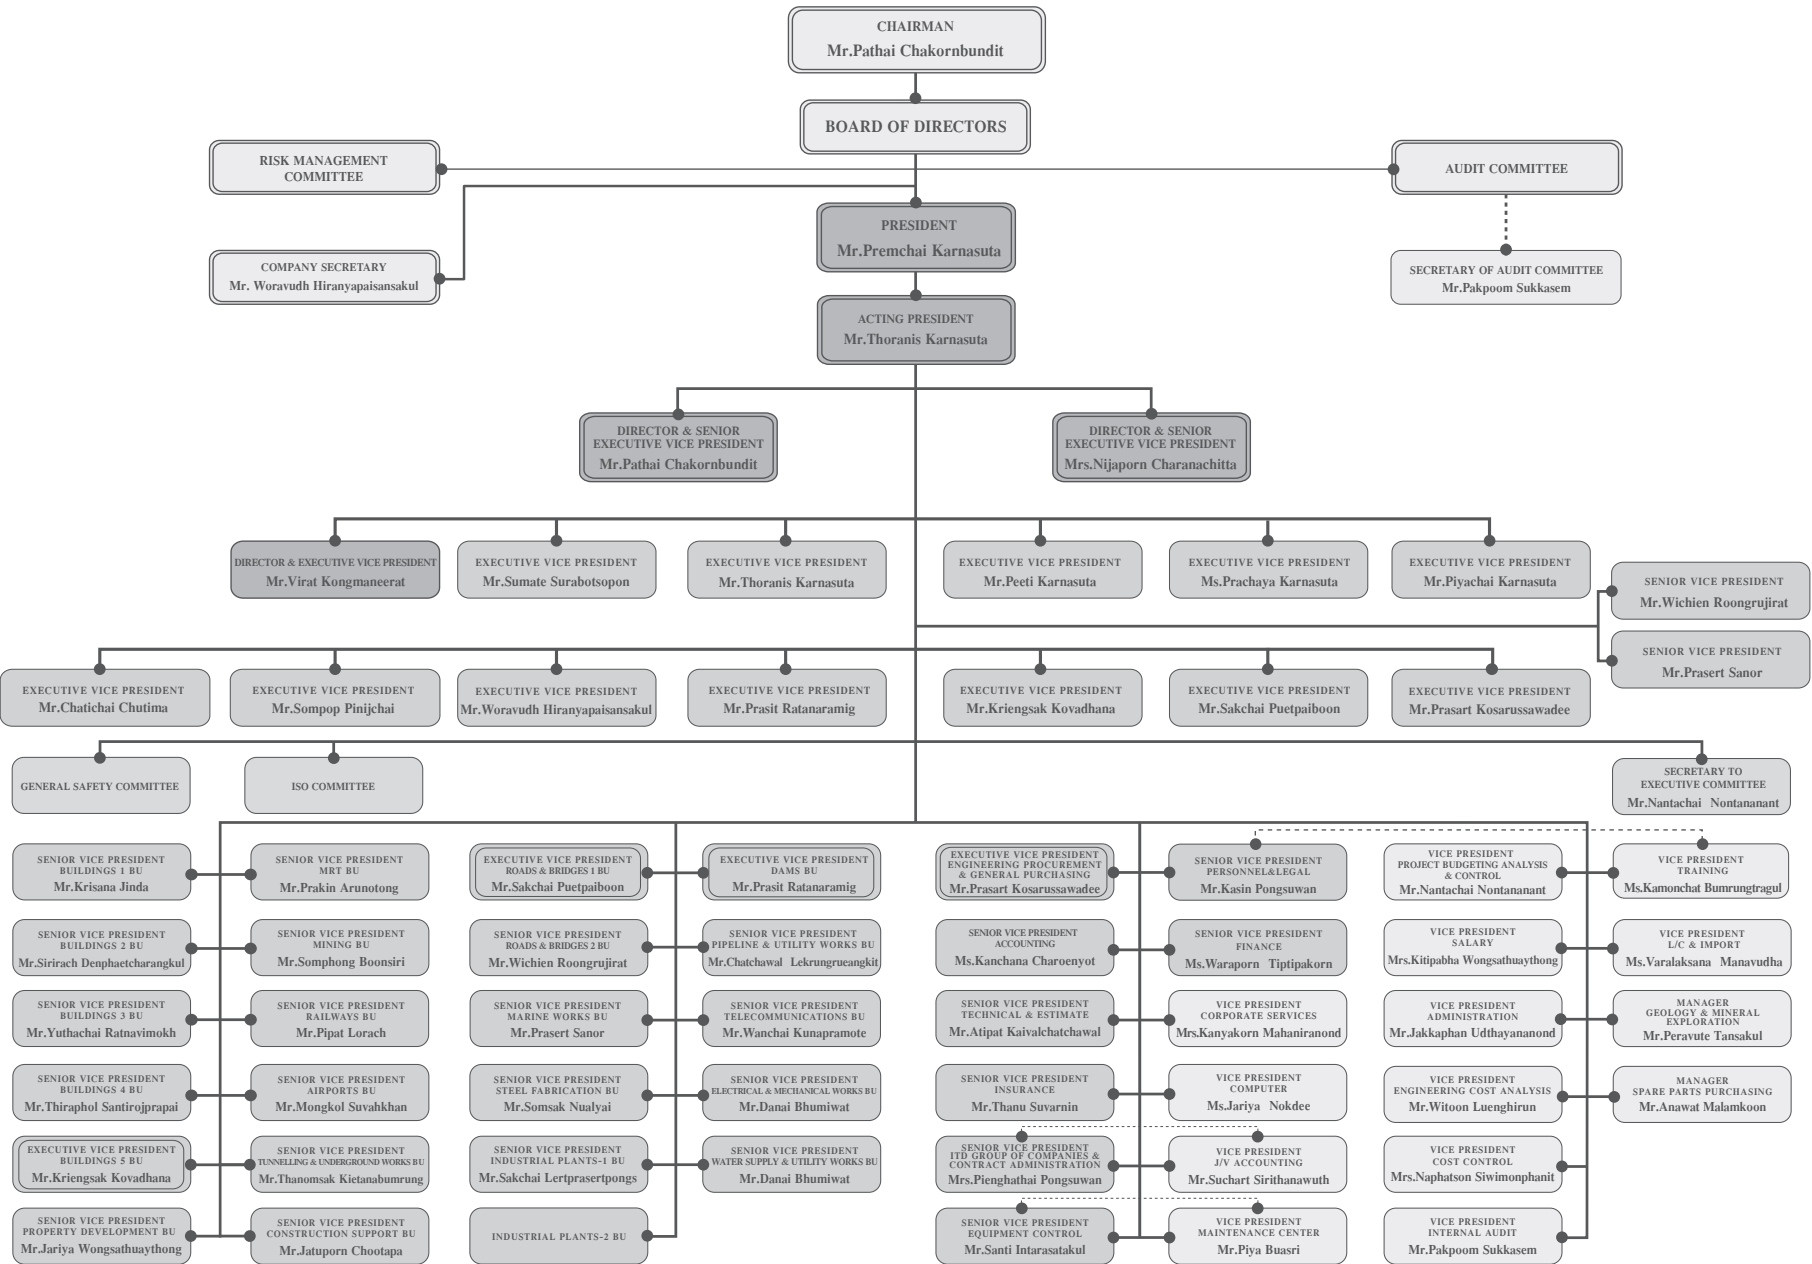 CHAIRMAN
Mr.Pathai Chakornbundit
BOARD OF DIRECTORS
RISK MANAGEMENT
COMMITTEE
AUDIT COMMITTEE
PRESIDENT
Mr.Premchai Karnasuta
COMPANY SECRETARY
Mr. Woravudh Hiranyapaisansakul
SECRETARY OF AUDIT COMMITTEE
Mr.Pakpoom Sukkasem
ACTING PRESIDENT
Mr.Thoranis Karnasuta
DIRECTOR & SENIOR
EXECUTIVE VICE PRESIDENT
Mr.Pathai Chakornbundit
DIRECTOR & SENIOR
EXECUTIVE VICE PRESIDENT
Mrs.Nijaporn Charanachitta
DIRECTOR & EXECUTIVE VICE PRESIDENT
Mr.Virat Kongmaneerat
EXECUTIVE VICE PRESIDENT
Mr.Sumate Surabotsopon
EXECUTIVE VICE PRESIDENT
Mr.Thoranis Karnasuta
EXECUTIVE VICE PRESIDENT
Mr.Peeti Karnasuta
EXECUTIVE VICE PRESIDENT
Ms.Prachaya Karnasuta
EXECUTIVE VICE PRESIDENT
Mr.Piyachai Karnasuta
SENIOR VICE PRESIDENT
Mr.Wichien Roongrujirat
SENIOR VICE PRESIDENT
Mr.Prasert Sanor
EXECUTIVE VICE PRESIDENT
Mr.Chatichai Chutima
EXECUTIVE VICE PRESIDENT
Mr.Sompop Pinijchai
EXECUTIVE VICE PRESIDENT
Mr.Woravudh Hiranyapaisansakul
EXECUTIVE VICE PRESIDENT
Mr.Prasit Ratanaramig
EXECUTIVE VICE PRESIDENT
Mr.Kriengsak Kovadhana
EXECUTIVE VICE PRESIDENT
Mr.Sakchai Puetpaiboon
EXECUTIVE VICE PRESIDENT
Mr.Prasart Kosarussawadee
GENERAL SAFETY COMMITTEE
ISO COMMITTEE
SECRETARY TO
EXECUTIVE COMMITTEE
Mr.Nantachai Nontananant
SENIOR VICE PRESIDENT
BUILDINGS 1 BU
Mr.Krisana Jinda
SENIOR VICE PRESIDENT
MRT BU
Mr.Prakin Arunotong
EXECUTIVE VICE PRESIDENT
ROADS & BRIDGES 1 BU
Mr.Sakchai Puetpaiboon
EXECUTIVE VICE PRESIDENT
DAMS BU
Mr.Prasit Ratanaramig
EXECUTIVE VICE PRESIDENT
ENGINEERING PROCUREMENT
& GENERAL PURCHASING
Mr.Prasart Kosarussawadee
SENIOR VICE PRESIDENT
PERSONNEL&LEGAL
Mr.Kasin Pongsuwan
VICE PRESIDENT
PROJECT BUDGETING ANALYSIS
& CONTROL
Mr.Nantachai Nontananant
VICE PRESIDENT
TRAINING
Ms.Kamonchat Bumrungtragul
SENIOR VICE PRESIDENT
BUILDINGS 2 BU
Mr.Sirirach Denphaetcharangkul
SENIOR VICE PRESIDENT
MINING BU
Mr.Somphong Boonsiri
SENIOR VICE PRESIDENT
ROADS & BRIDGES 2 BU
Mr.Wichien Roongrujirat
SENIOR VICE PRESIDENT
PIPELINE & UTILITY WORKS BU
Mr.Chatchawal Lekrungrueangkit
SENIOR VICE PRESIDENT
ACCOUNTING
Ms.Kanchana Charoenyot
SENIOR VICE PRESIDENT
FINANCE
Ms.Waraporn Tiptipakorn
VICE PRESIDENT
SALARY
Mrs.Kitipabha Wongsathuaythong
VICE PRESIDENT
L/C & IMPORT
Ms.Varalaksana Manavudha
SENIOR VICE PRESIDENT
BUILDINGS 3 BU
Mr.Yuthachai Ratnavimokh
SENIOR VICE PRESIDENT
RAILWAYS BU
Mr.Pipat Lorach
SENIOR VICE PRESIDENT
MARINE WORKS BU
Mr.Prasert Sanor
SENIOR VICE PRESIDENT
TELECOMMUNICATIONS BU
Mr.Wanchai Kunapramote
SENIOR VICE PRESIDENT
TECHNICAL & ESTIMATE
Mr.Atipat Kaivalchatchawal
VICE PRESIDENT
CORPORATE SERVICES
Mrs.Kanyakorn Mahaniranond
VICE PRESIDENT
ADMINISTRATION
Mr.Jakkaphan Udthayananond
MANAGER
GEOLOGY & MINERAL
EXPLORATION
Mr.Peravute Tansakul
SENIOR VICE PRESIDENT
BUILDINGS 4 BU
Mr.Thiraphol Santirojprapai
SENIOR VICE PRESIDENT
AIRPORTS BU
Mr.Mongkol Suvahkhan
SENIOR VICE PRESIDENT
STEEL FABRICATION BU
Mr.Somsak Nualyai
SENIOR VICE PRESIDENT
ELECTRICAL & MECHANICAL WORKS BU
Mr.Danai Bhumiwat
SENIOR VICE PRESIDENT
INSURANCE
Mr.Thanu Suvarnin
VICE PRESIDENT
COMPUTER
Ms.Jariya Nokdee
VICE PRESIDENT
ENGINEERING COST ANALYSIS
Mr.Witoon Luenghirun
MANAGER
SPARE PARTS PURCHASING
Mr.Anawat Malamkoon
EXECUTIVE VICE PRESIDENT
BUILDINGS 5 BU
Mr.Kriengsak Kovadhana
SENIOR VICE PRESIDENT
TUNNELLING & UNDERGROUND WORKS BU
Mr.Thanomsak Kietanabumrung
SENIOR VICE PRESIDENT
INDUSTRIAL PLANTS-1 BU
Mr.Sakchai Lertprasertpongs
SENIOR VICE PRESIDENT
WATER SUPPLY & UTILITY WORKS BU
Mr.Danai Bhumiwat
SENIOR VICE PRESIDENT
ITD GROUP OF COMPANIES &
CONTRACT ADMINISTRATION
Mrs.Pienghathai Pongsuwan
VICE PRESIDENT
J/V ACCOUNTING
Mr.Suchart Sirithanawuth
VICE PRESIDENT
COST CONTROL
Mrs.Naphatson Siwimonphanit
SENIOR VICE PRESIDENT
PROPERTY DEVELOPMENT BU
Mr.Jariya Wongsathuaythong
SENIOR VICE PRESIDENT
CONSTRUCTION SUPPORT BU
Mr.Jatuporn Chootapa
INDUSTRIAL PLANTS-2 BU
SENIOR VICE PRESIDENT
EQUIPMENT CONTROL
Mr.Santi Intarasatakul
VICE PRESIDENT
MAINTENANCE CENTER
Mr.Piya Buasri
VICE PRESIDENT
INTERNAL AUDIT
Mr.Pakpoom Sukkasem